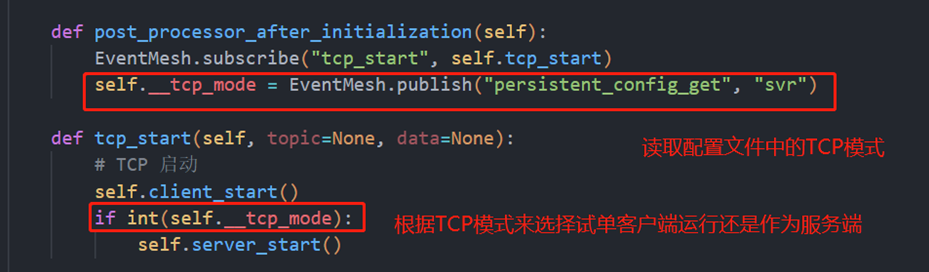 def post_processor_after_initialization(self):
EventMesh.subscribe("tcp_start", self.tcp_start)
self.__tcp_mode = EventMesh.publish("persistent_config_get", "svr")
读取配置文件中的TCP模式
def tcp_start(self, topic=None, data=None):
# TCP 启动
self.client_start()
if int(self.__tcp_mode):
根据TCP模式来选择试单客户端运行还是作为服务端
self.server_start()